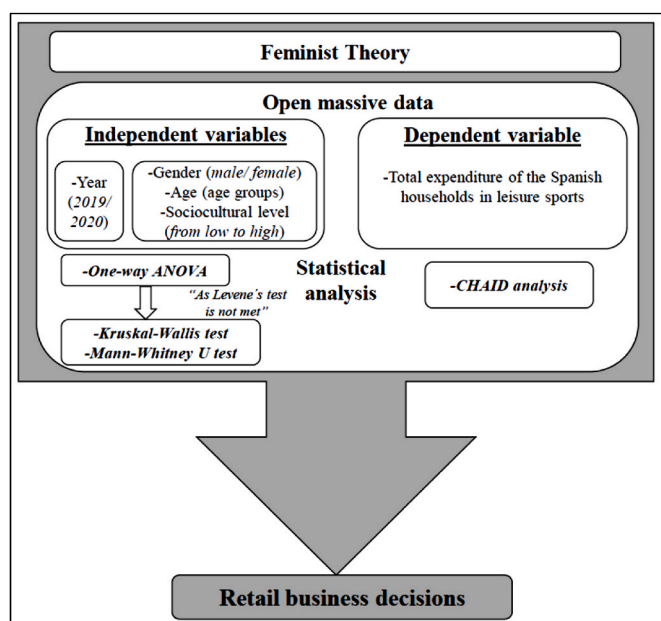 Feminist Theory
Open massive data
Independent variables
-Year
(2019/
2020)
-Gender (male/ female)
-Age (age groups)
-Sociocultural level
(from low to high)
Dependent variable
-Total expenditure of the Spanish
households in leisure sports
-One-way ANOVA
"As Levene´s test
is not met"
-Kruskal-Wallis test
-Mann-Whitney U test
Statistical
analysis
-CHAID analysis
Retail business decisions